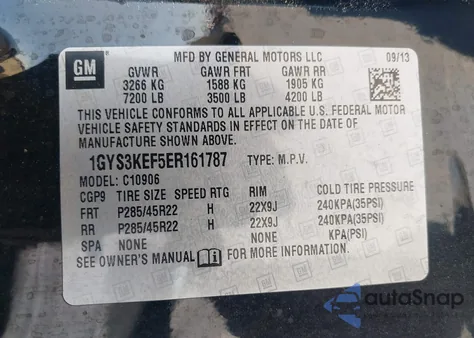 GM
MFD BY GENERAL MOTORS LLC
09/13
GVWR GAWR FRT GAWR RR
3266 KG 1588 KG 1905 KG
7200 LB 3500 LB 4200 LB
THIS VEHICLE CONFORMS TO ALL APPLICABLE U.S. FEDERAL MOTOR
VEHICLE SAFETY STANDARDS IN EFFECT ON THE DATE OF
MANUFACTURE SHOWN ABOVE.
1GYS3KEF5ER161787 TYPE: M.P.V.
MODEL: C10906
CGP9 TIRE SIZE SPEED RTG RIM COLD TIRE PRESSURE
FRT P285/45R22 H 22X9J 240KPA(35PSI)
RR P285/45R22 H 22X9J 240KPA(35PSI)
SPA NONE NONE KPA(PSI)
SEE OWNER'S MANUAL FOR MORE INFORMATION.
autoSnap